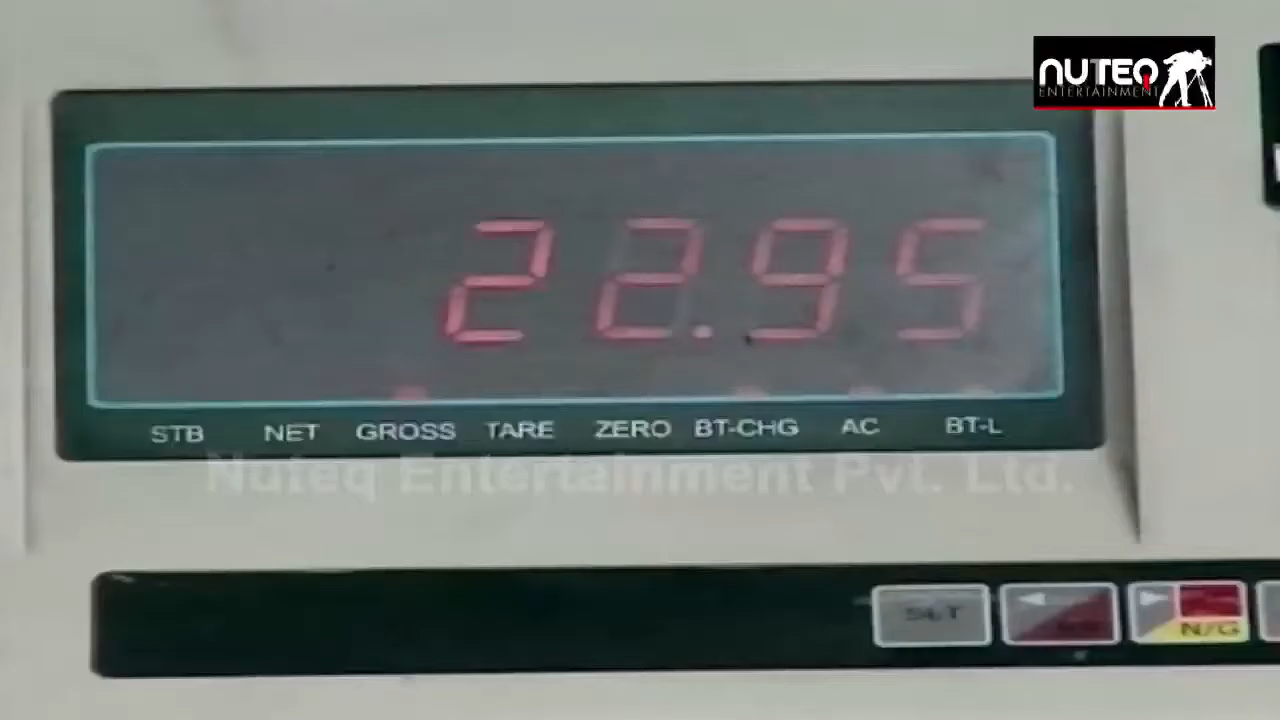 NUTEQ
ENTERTAINMENT
22.95
STB NET GROSS TARE ZERO BT-CHG AC BT-L
Nuteq Entertainment Pvt. Ltd.
SET
N/G